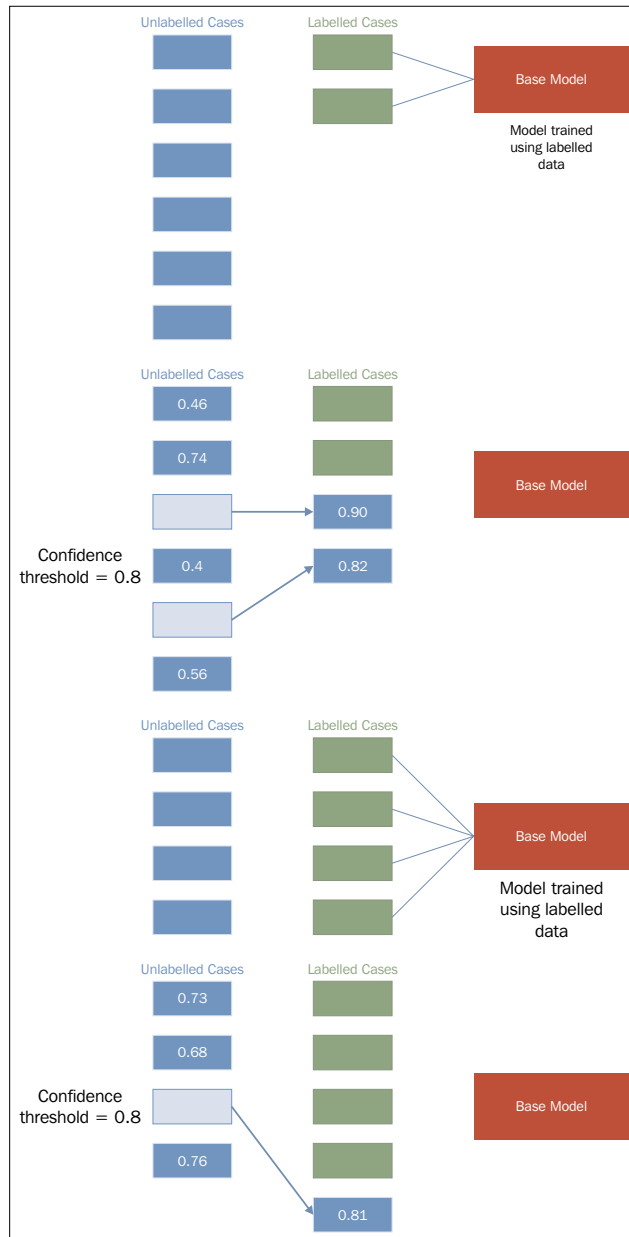 Unlabelled Cases
Labelled Cases
Base Model
Model trained
using labelled
data
Unlabelled Cases
Labelled Cases
0.46
0.74
Base Model
0.90
Confidence
threshold = 0.8
0.4
0.82
0.56
Unlabelled Cases
Labelled Cases
Base Model
Model trained
using labelled
data
Unlabelled Cases
Labelled Cases
0.73
0.68
Confidence
threshold = 0.8
Base Model
0.76
0.81